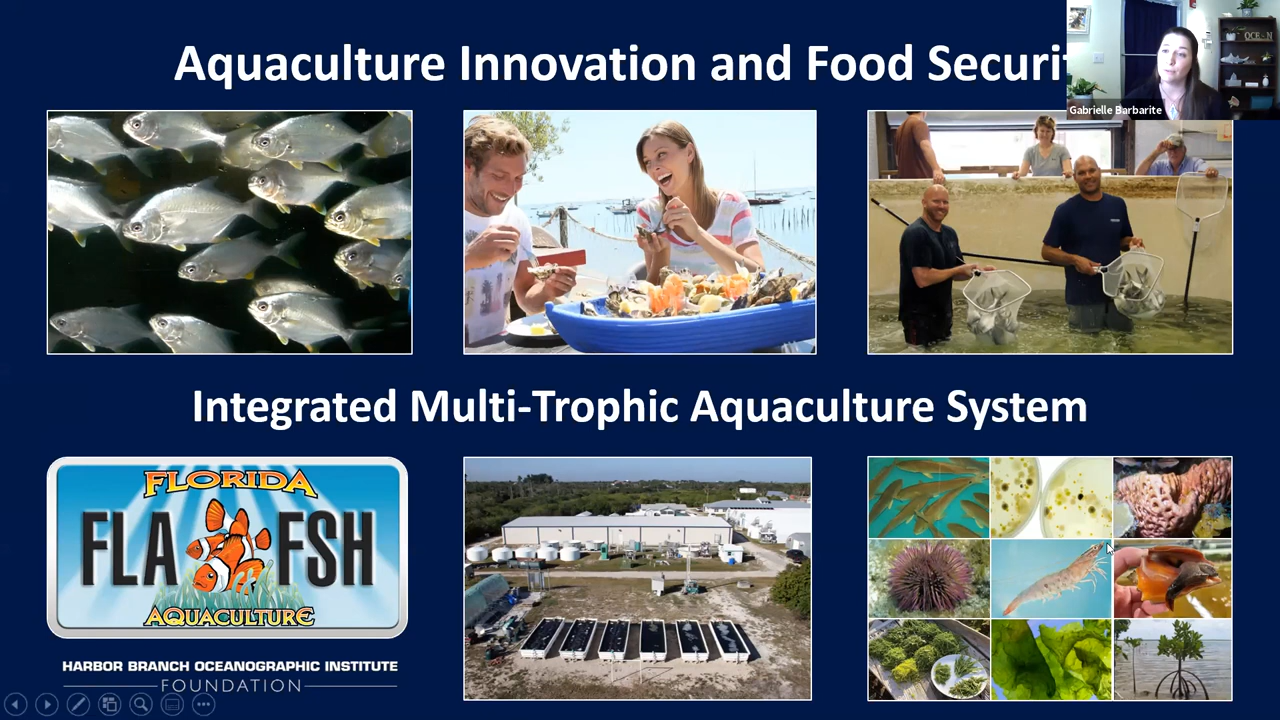 Aquaculture Innovation and Food Securit
OCE N
Gabrielle Barbarite
Integrated Multi-Trophic Aquaculture System
FLORIDA
FLA FSH
AQUACULTURE
HARBOR BRANCH OCEANOGRAPHIC INSTITUTE
FOUNDATION